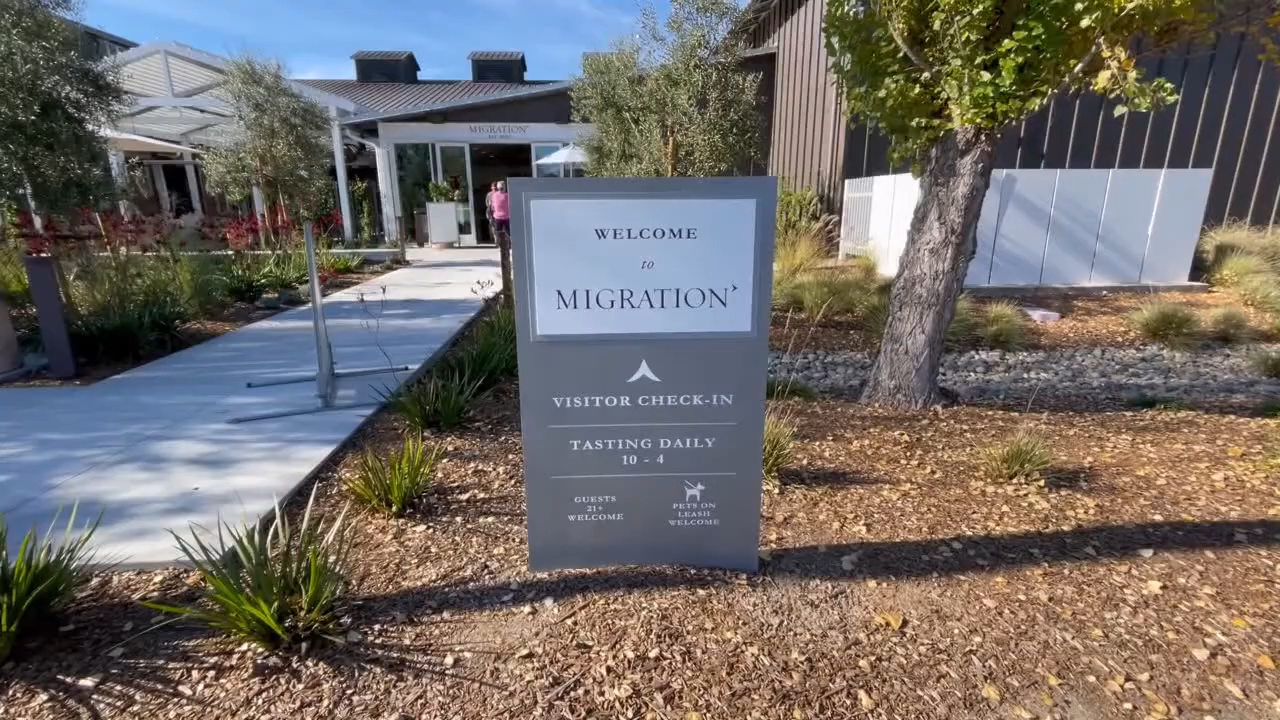 MIGRATION
WELCOME
to
MIGRATION
VISITOR CHECK-IN
TASTING DAILY
10 - 4
GUESTS
21+
WELCOME
PETS ON
LEASH
WELCOME